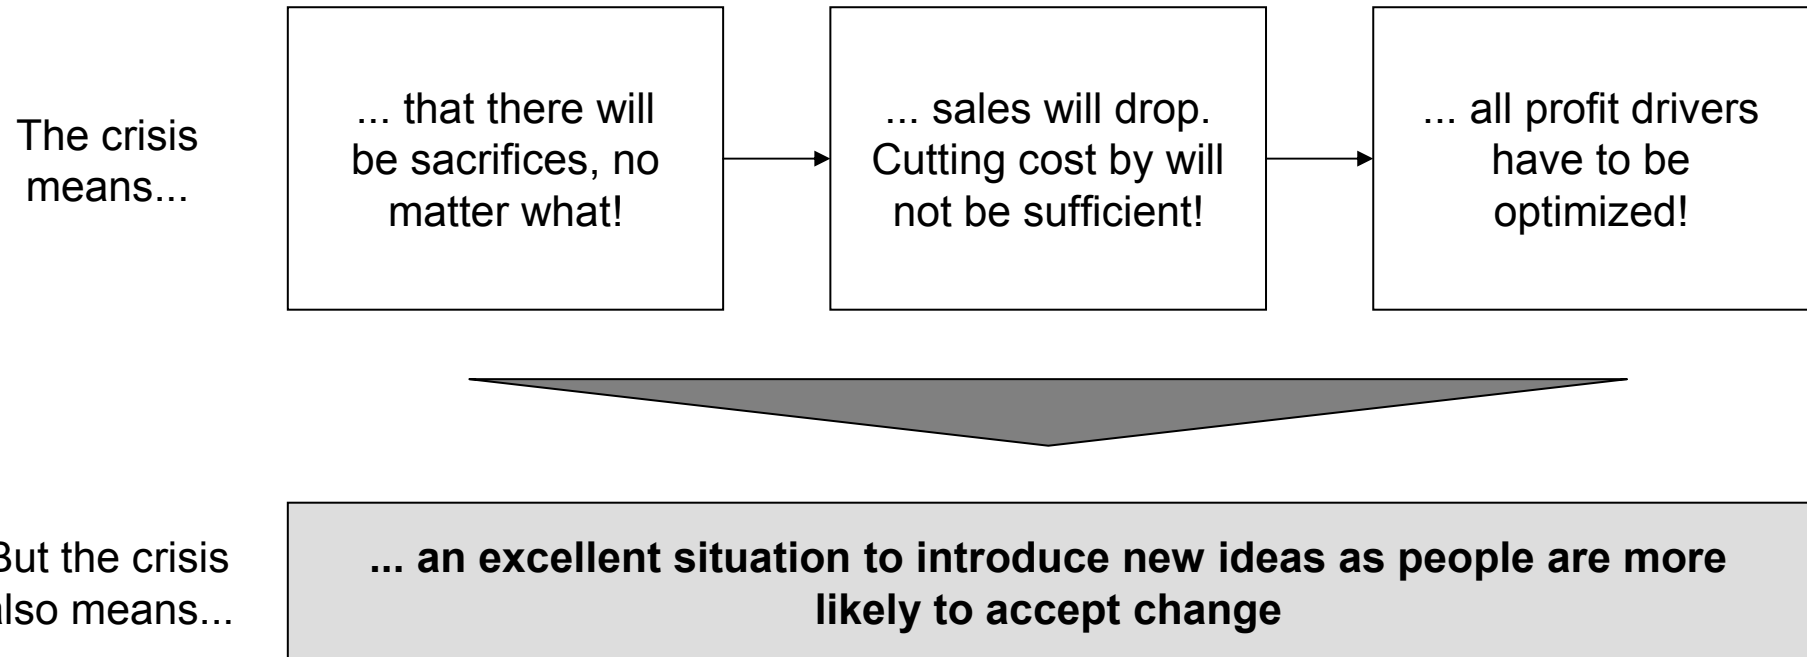 The crisis
means...
... that there will
be sacrifices, no
matter what!
... sales will drop.
Cutting cost by will
not be sufficient!
... all profit drivers
have to be
optimized!
But the crisis
also means...
... an excellent situation to introduce new ideas as people are more
likely to accept change